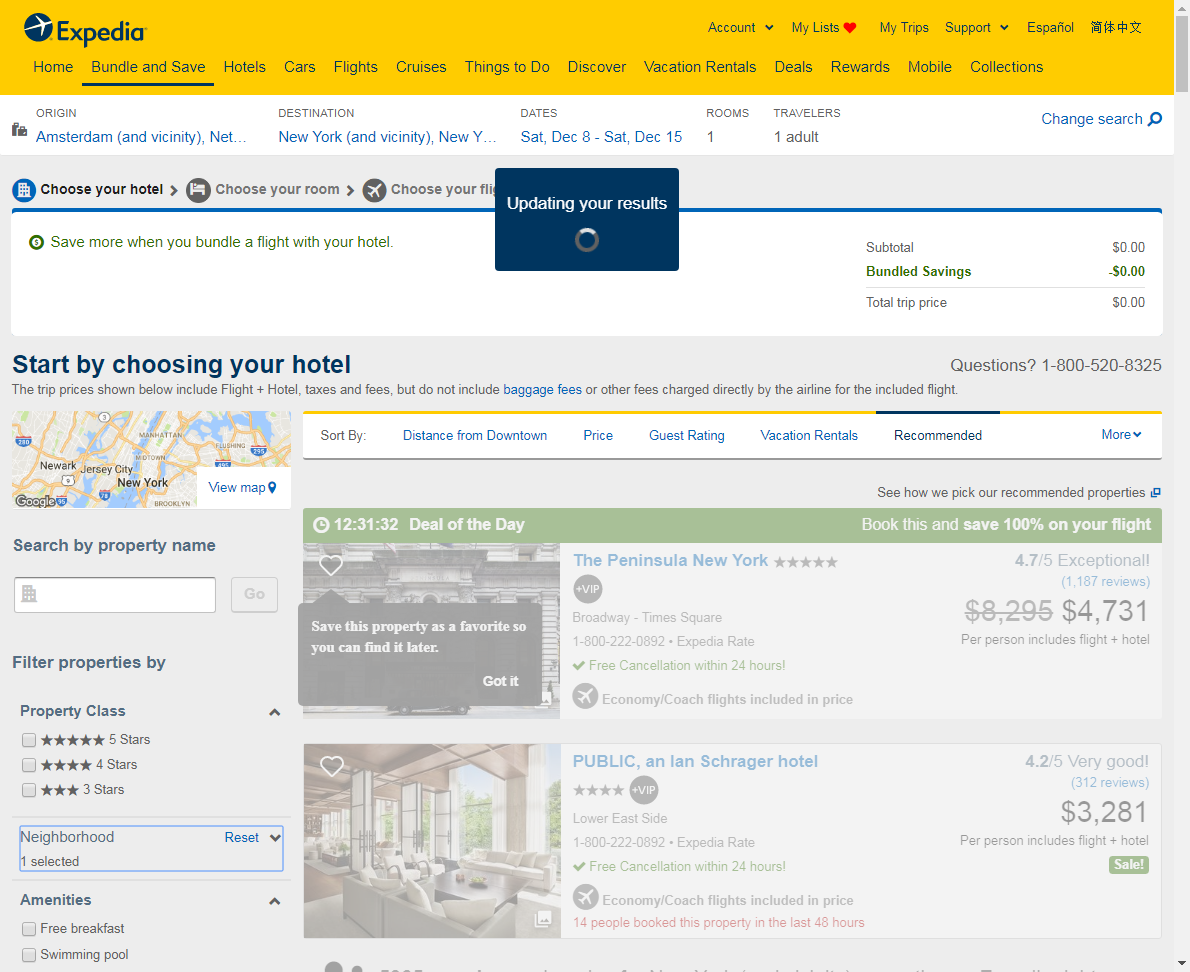 Expedia
Account
My Lists
My Trips
Support
Español
简体中文
Home
Bundle and Save
Hotels
Cars
Flights
Cruises
Things to Do
Discover
Vacation Rentals
Deals
Rewards
Mobile
Collections
ORIGIN
Amsterdam (and vicinity), Net…
DESTINATION
New York (and vicinity), New Y…
DATES
Sat, Dec 8 - Sat, Dec 15
ROOMS
1
TRAVELERS
1 adult
Change search
Choose your hotel
Choose your room
Choose your flig
Updating your results
Save more when you bundle a flight with your hotel.
Subtotal $0.00
Bundled Savings -$0.00
Total trip price $0.00
Start by choosing your hotel
Questions? 1-800-520-8325
The trip prices shown below include Flight + Hotel, taxes and fees, but do not include baggage fees or other fees charged directly by the airline for the included flight.
MANHATTAN
MIDTOWN
FLUSHING
Newark
Jersey City
New York
BROOKLYN
3
280
295
495
9
78
95
Google
View map
Search by property name
Go
Filter properties by
Property Class
5 Stars
4 Stars
3 Stars
Neighborhood
Reset
1 selected
Amenities
Free breakfast
Swimming pool
Sort By:
Distance from Downtown
Price
Guest Rating
Vacation Rentals
Recommended
More
See how we pick our recommended properties
12:31:32 Deal of the Day
Book this and save 100% on your flight
Save this property as a favorite so
you can find it later.
Got it
The Peninsula New York
+VIP
Broadway - Times Square
1-800-222-0892 • Expedia Rate
Free Cancellation within 24 hours!
Economy/Coach flights included in price
4.7/5 Exceptional!
(1,187 reviews)
$8,295 $4,731
Per person includes flight + hotel
PUBLIC, an Ian Schrager hotel
+VIP
Lower East Side
1-800-222-0892 • Expedia Rate
Free Cancellation within 24 hours!
Economy/Coach flights included in price
14 people booked this property in the last 48 hours
4.2/5 Very good!
(312 reviews)
$3,281
Per person includes flight + hotel
Sale!